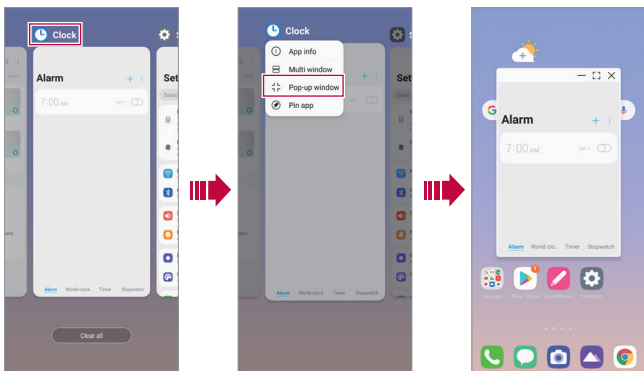 Clock
Alarm
7:00 AM
Alarm World clock Timer Stopwatch
Set
Searc
Clear all
Clock
App info
Multi window
Pop-up window
Pin app
Set
Alarm World clock Timer Stopwatch
Alarm
7:00 AM
Alarm World clo.. Timer Stopwatch
Google Play Store Settings